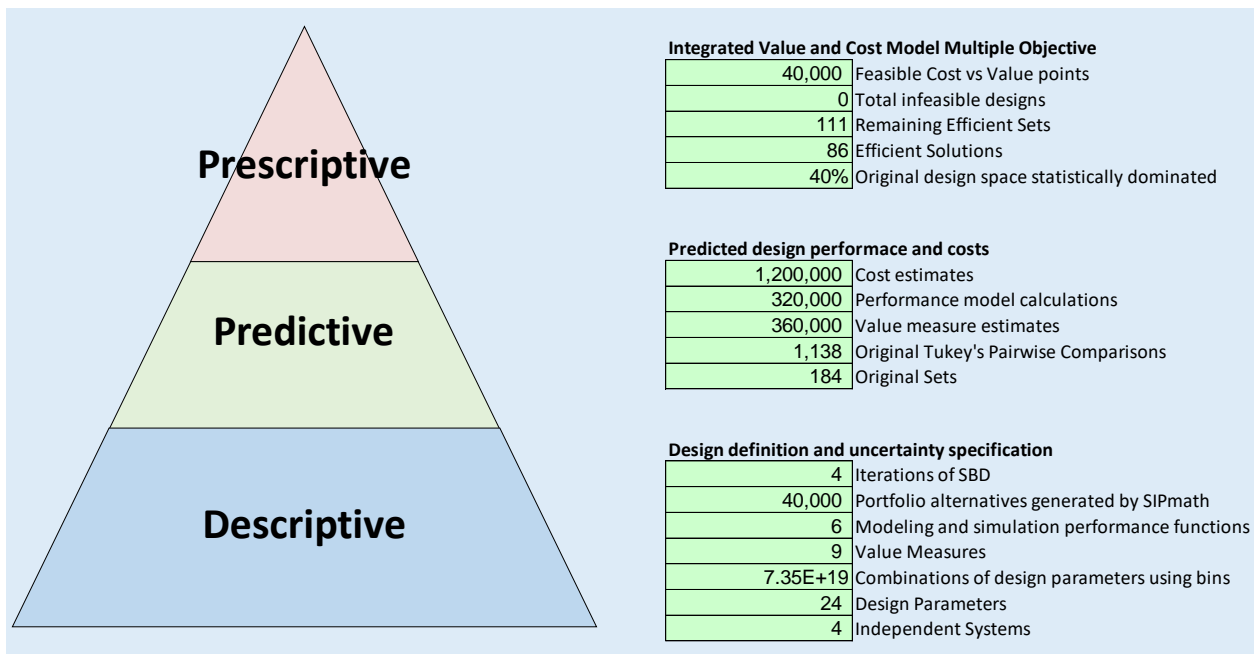 Prescriptive
Integrated Value and Cost Model Multiple Objective
40,000 Feasible Cost vs Value points
0 Total infeasible designs
111 Remaining Efficient Sets
86 Efficient Solutions
40% Original design space statistically dominated
Predictive
Predicted design performace and costs
1,200,000 Cost estimates
320,000 Performance model calculations
360,000 Value measure estimates
1,138 Original Tukey's Pairwise Comparisons
184 Original Sets
Descriptive
Design definition and uncertainty specification
4 Iterations of SBD
40,000 Portfolio alternatives generated by SIPmath
6 Modeling and simulation performance functions
9 Value Measures
7.35E+19 Combinations of design parameters using bins
24 Design Parameters
4 Independent Systems